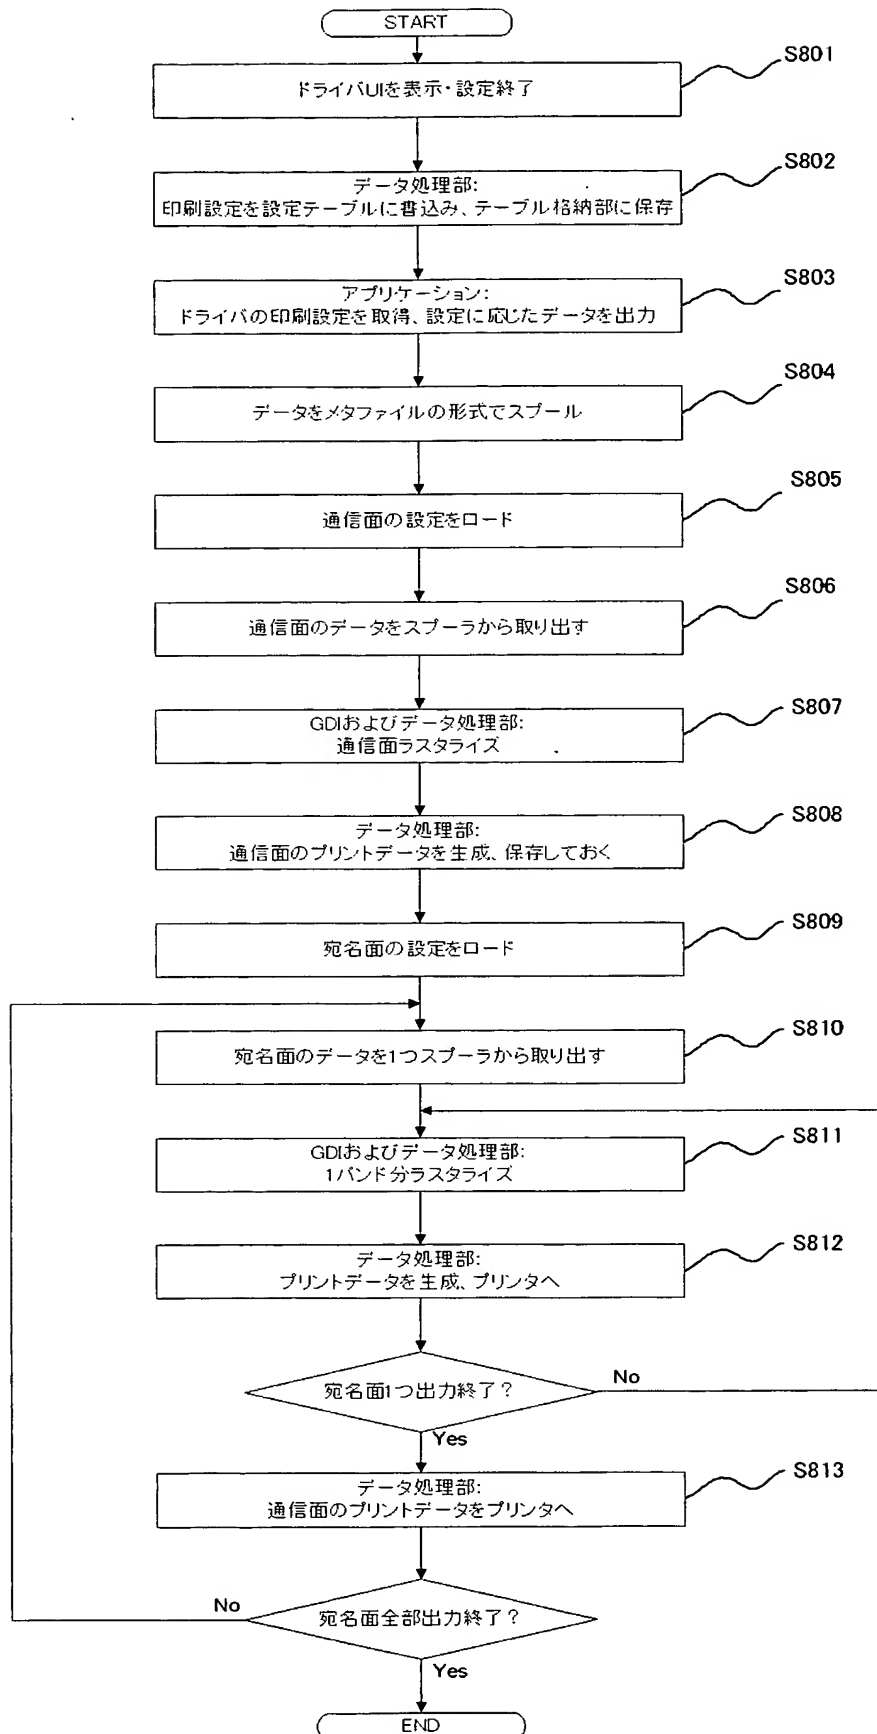 START
S801
ドライバUIを表示・設定終了
S802
データ処理部:
印刷設定を設定テーブルに書込み、テーブル格納部に保存
S803
アプリケーション:
ドライバの印刷設定を取得、設定に応じたデータを出力
S804
データをメタファイルの形式でスプール
S805
通信面の設定をロード
S806
通信面のデータをスプーラから取り出す
S807
GDIおよびデータ処理部:
通信面ラスタライズ
S808
データ処理部:
通信面のプリントデータを生成、保存しておく
S809
宛名面の設定をロード
S810
宛名面のデータを1つスプーラから取り出す
S811
GDIおよびデータ処理部:
1バンド分ラスタライズ
S812
データ処理部:
プリントデータを生成、プリンタへ
宛名面1つ出力終了?
No
Yes
S813
データ処理部:
通信面のプリントデータをプリンタへ
No
宛名面全部出力終了?
Yes
END